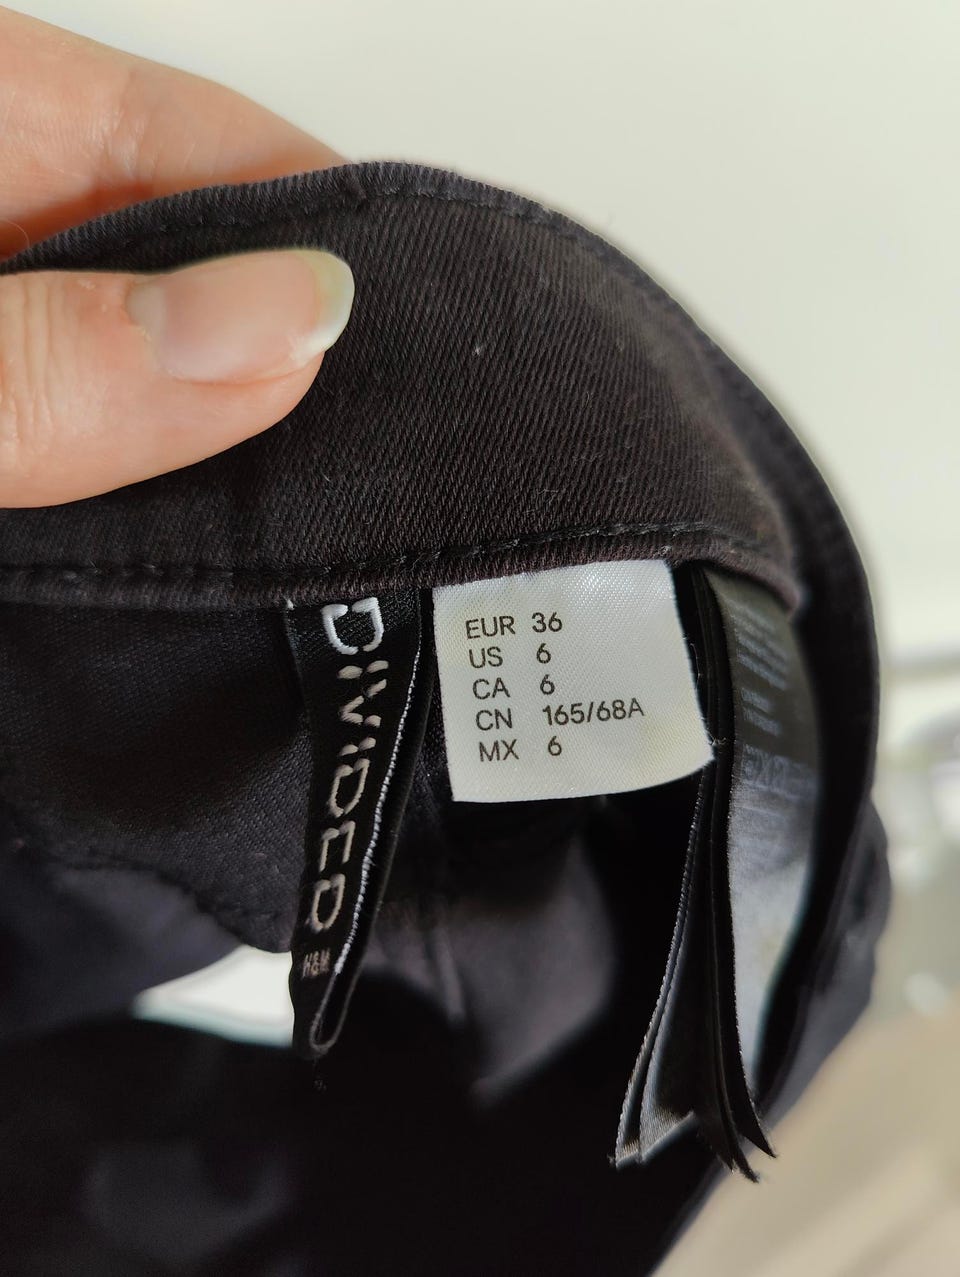 DIVIDED
H&M
EUR 36
US 6
CA 6
CN 165/68A
MX 6